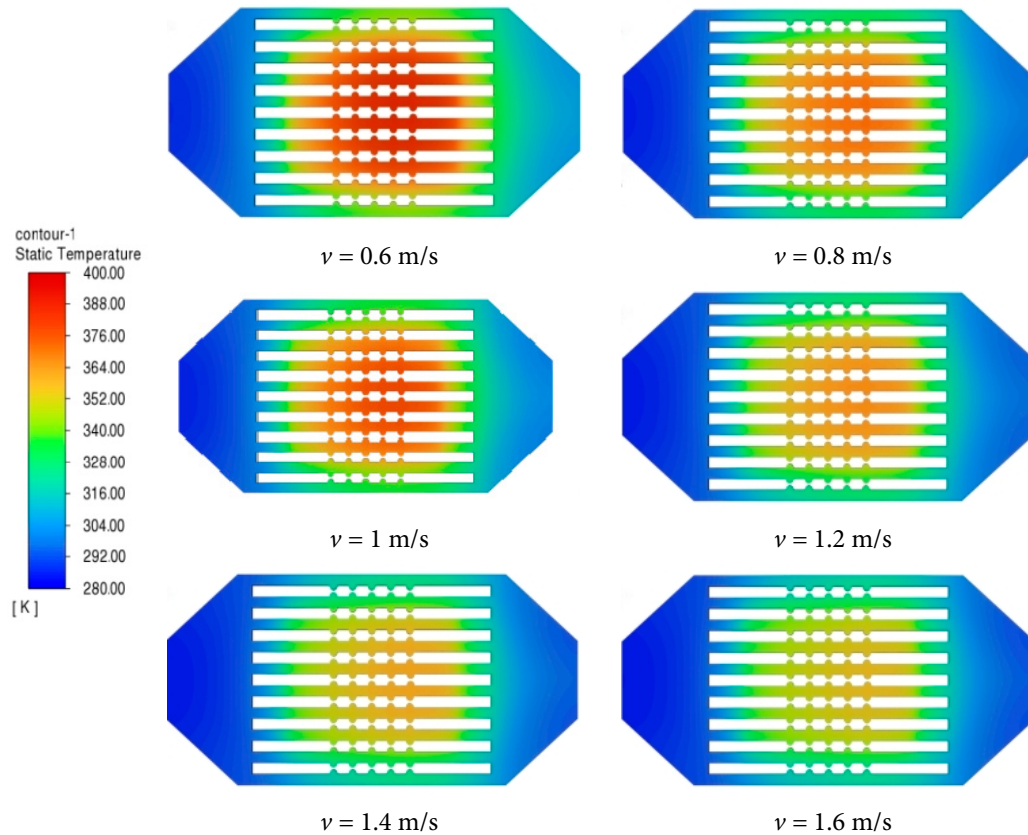 v = 0.6 m/s
v = 0.8 m/s
contour-1
Static Temperature
400.00
388.00
376.00
364.00
352.00
340.00
328.00
316.00
304.00
292.00
280.00
[ K ]
v = 1 m/s
v = 1.2 m/s
v = 1.4 m/s
v = 1.6 m/s